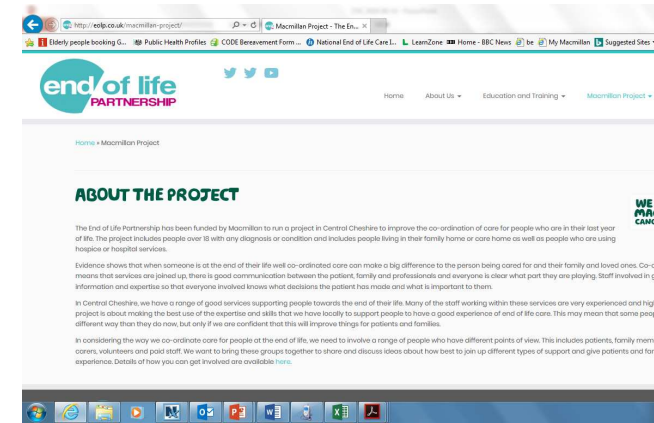 http://eolp.co.uk/macmillan-project/
Macmillan Project - The En... ×
Elderly people booking G... Public Health Profiles CODE Bereavement Form ... National End of Life Care I... LearnZone Home - BBC News be My Macmillan Suggested Sites
end of life
PARTNERSHIP
Home About Us Education and Training Macmillan Project
Home » Macmillan Project
ABOUT THE PROJECT
WE
MA
CANC
The End of Life Partnership has been funded by Macmillan to run a project in Central Cheshire to improve the co-ordination of care for people who are in their last year
of life. The project includes people over 18 with any diagnosis or condition and includes people living in their family home or care home as well as people who are using
hospice or hospital services.
Evidence shows that when someone is at the end of their life well co-ordinated care can make a big difference to the person being cared for and their family and loved ones. Co-o
means that services are joined up, there is good communication between the patient, family and professionals and everyone is clear what part they are playing. Staff involved in g
information and expertise so that everyone involved knows what decisions the patient has made and what is important to them.
In Central Cheshire, we have a range of good services supporting people towards the end of their life. Many of the staff working within these services are very experienced and hig
project is about making the best use of the expertise and skills that we have locally to support people to have a good experience of end of life care. This may mean that some peop
different way than they do now, but only if we are confident that this will improve things for patients and families.
In considering the way we co-ordinate care for people at the end of life, we need to involve a range of people who have different points of view. This includes patients, family mem
carers, volunteers and paid staff. We want to bring these groups together to share and discuss ideas about how best to join up different types of support and give patients and fam
experience. Details of how you can get involved are available here.